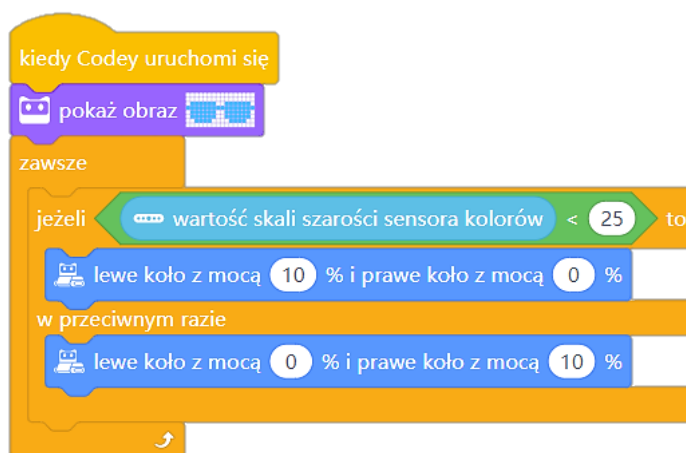 kiedy Codey uruchomi się
pokaż obraz
zawsze
jeżeli wartość skali szarości sensora kolorów < 25 to
lewe koło z mocą 10 % i prawe koło z mocą 0 %
w przeciwnym razie
lewe koło z mocą 0 % i prawe koło z mocą 10 %